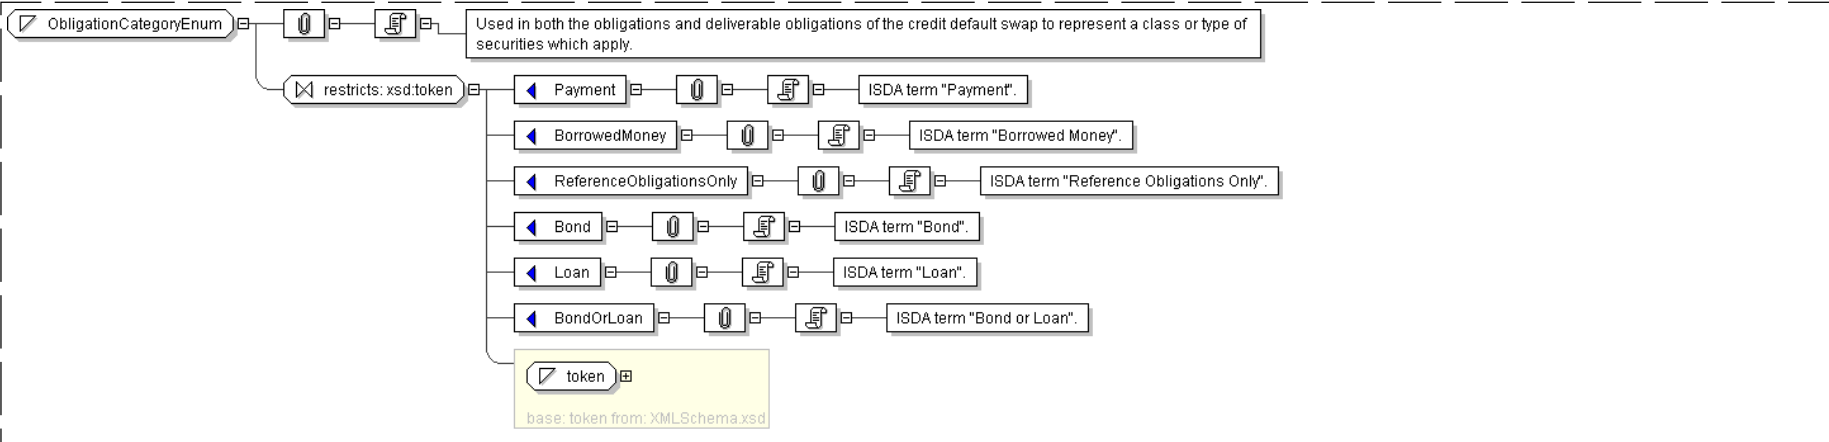 ObligationCategoryEnum
Used in both the obligations and deliverable obligations of the credit default swap to represent a class or type of
securities which apply.
restricts: xsd:token
Payment
ISDA term "Payment".
BorrowedMoney
ISDA term "Borrowed Money".
ReferenceObligationsOnly
ISDA term "Reference Obligations Only".
Bond
ISDA term "Bond".
Loan
ISDA term "Loan".
BondOrLoan
ISDA term "Bond or Loan".
token
base: token from: XMLSchema.xsd